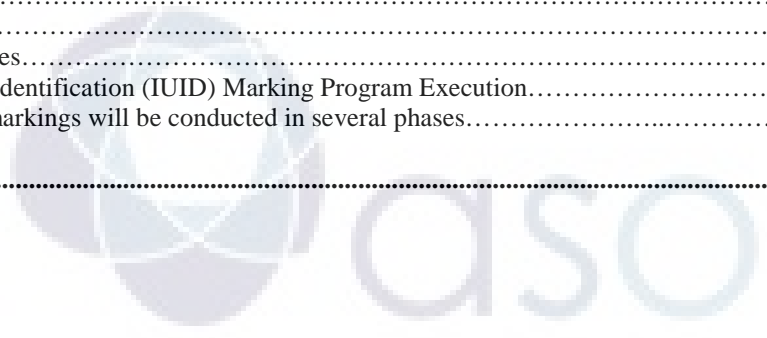 ………………………………………………………………………………
………………………………………………………………………………
es………………………………………………………………………
dentification (IUID) Marking Program Execution……………………
markings will be conducted in several phases…………………..………
................................................................................
aso